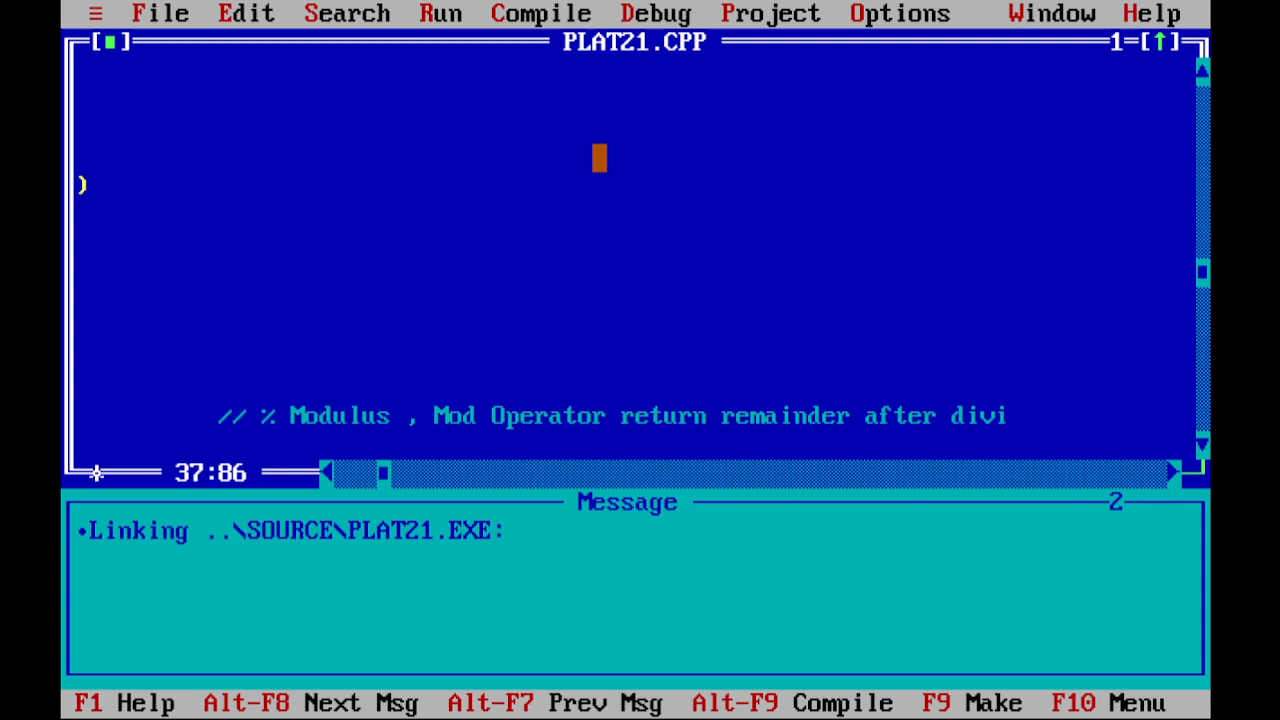 ≡ File Edit Search Run Compile Debug Project Options Window Help
[■] PLAT21.CPP 1=[↑]
)
// % Modulus , Mod Operator return remainder after divi
37:86
Message 2
•Linking ..\SOURCE\PLAT21.EXE:
F1 Help Alt-F8 Next Msg Alt-F7 Prev Msg Alt-F9 Compile F9 Make F10 Menu